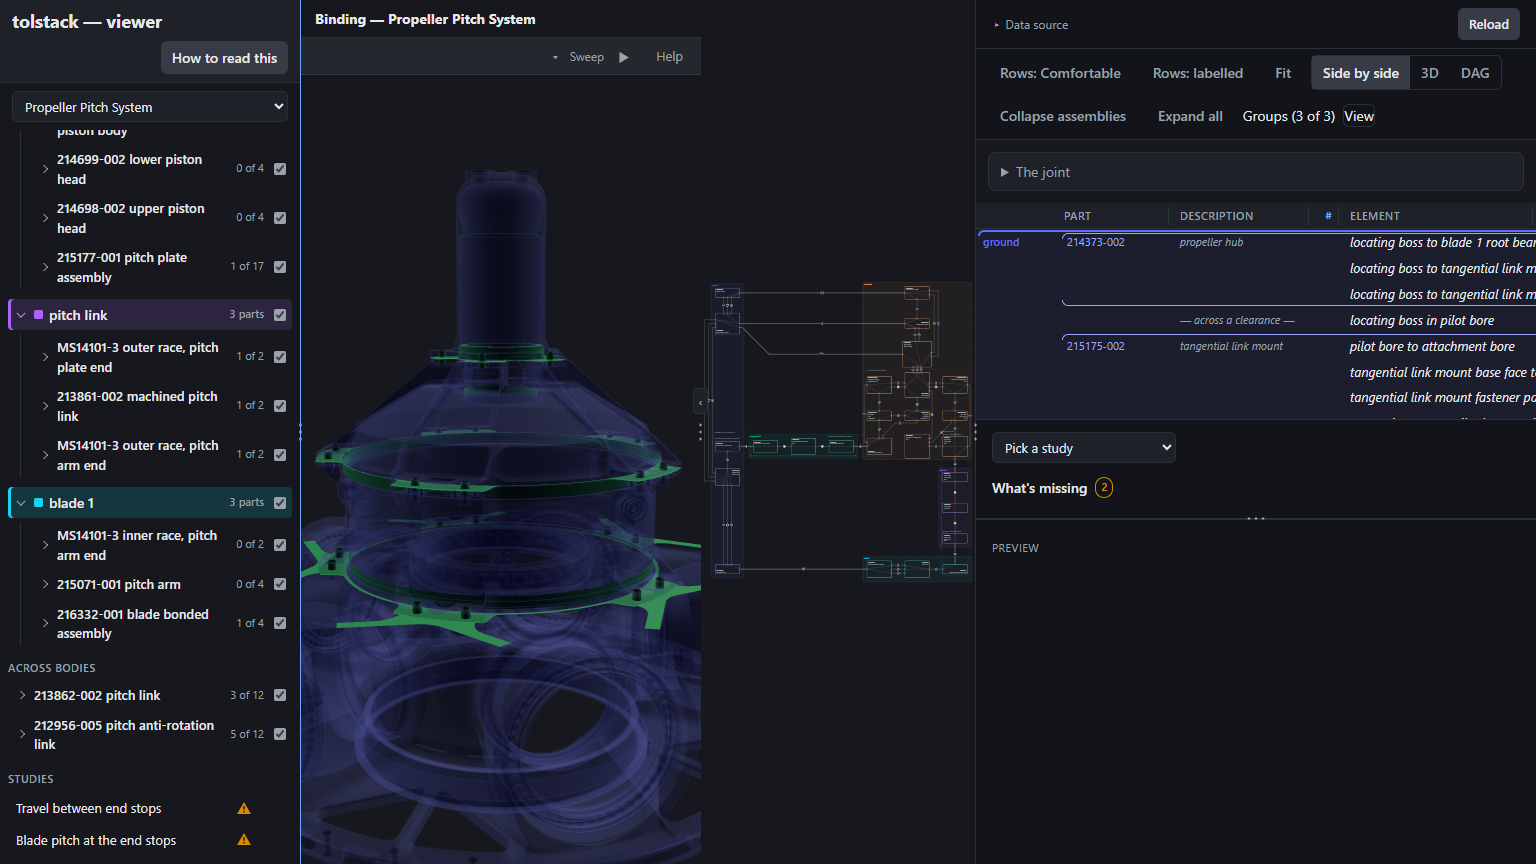 tolstack — viewer
How to read this
Propeller Pitch System
piston body
214699-002 lower piston head
0 of 4
214698-002 upper piston head
0 of 4
215177-001 pitch plate assembly
1 of 17
pitch link
3 parts
MS14101-3 outer race, pitch plate end
1 of 2
213861-002 machined pitch link
1 of 2
MS14101-3 outer race, pitch arm end
1 of 2
blade 1
3 parts
MS14101-3 inner race, pitch arm end
0 of 2
215071-001 pitch arm
0 of 4
216332-001 blade bonded assembly
1 of 4
ACROSS BODIES
213862-002 pitch link
3 of 12
212956-005 pitch anti-rotation link
5 of 12
STUDIES
Travel between end stops
Blade pitch at the end stops
Binding — Propeller Pitch System
Sweep
Help
Data source
Reload
Rows: Comfortable
Rows: labelled
Fit
Side by side
3D
DAG
Collapse assemblies
Expand all
Groups (3 of 3)
View
The joint
PART
DESCRIPTION
#
ELEMENT
ground
214373-002
propeller hub
locating boss to blade 1 root bear
locating boss to tangential link m
locating boss to tangential link m
— across a clearance —
locating boss in pilot bore
215175-002
tangential link mount
pilot bore to attachment bore
tangential link mount base face t
tangential link mount fastener pa
Pick a study
What's missing
2
PREVIEW